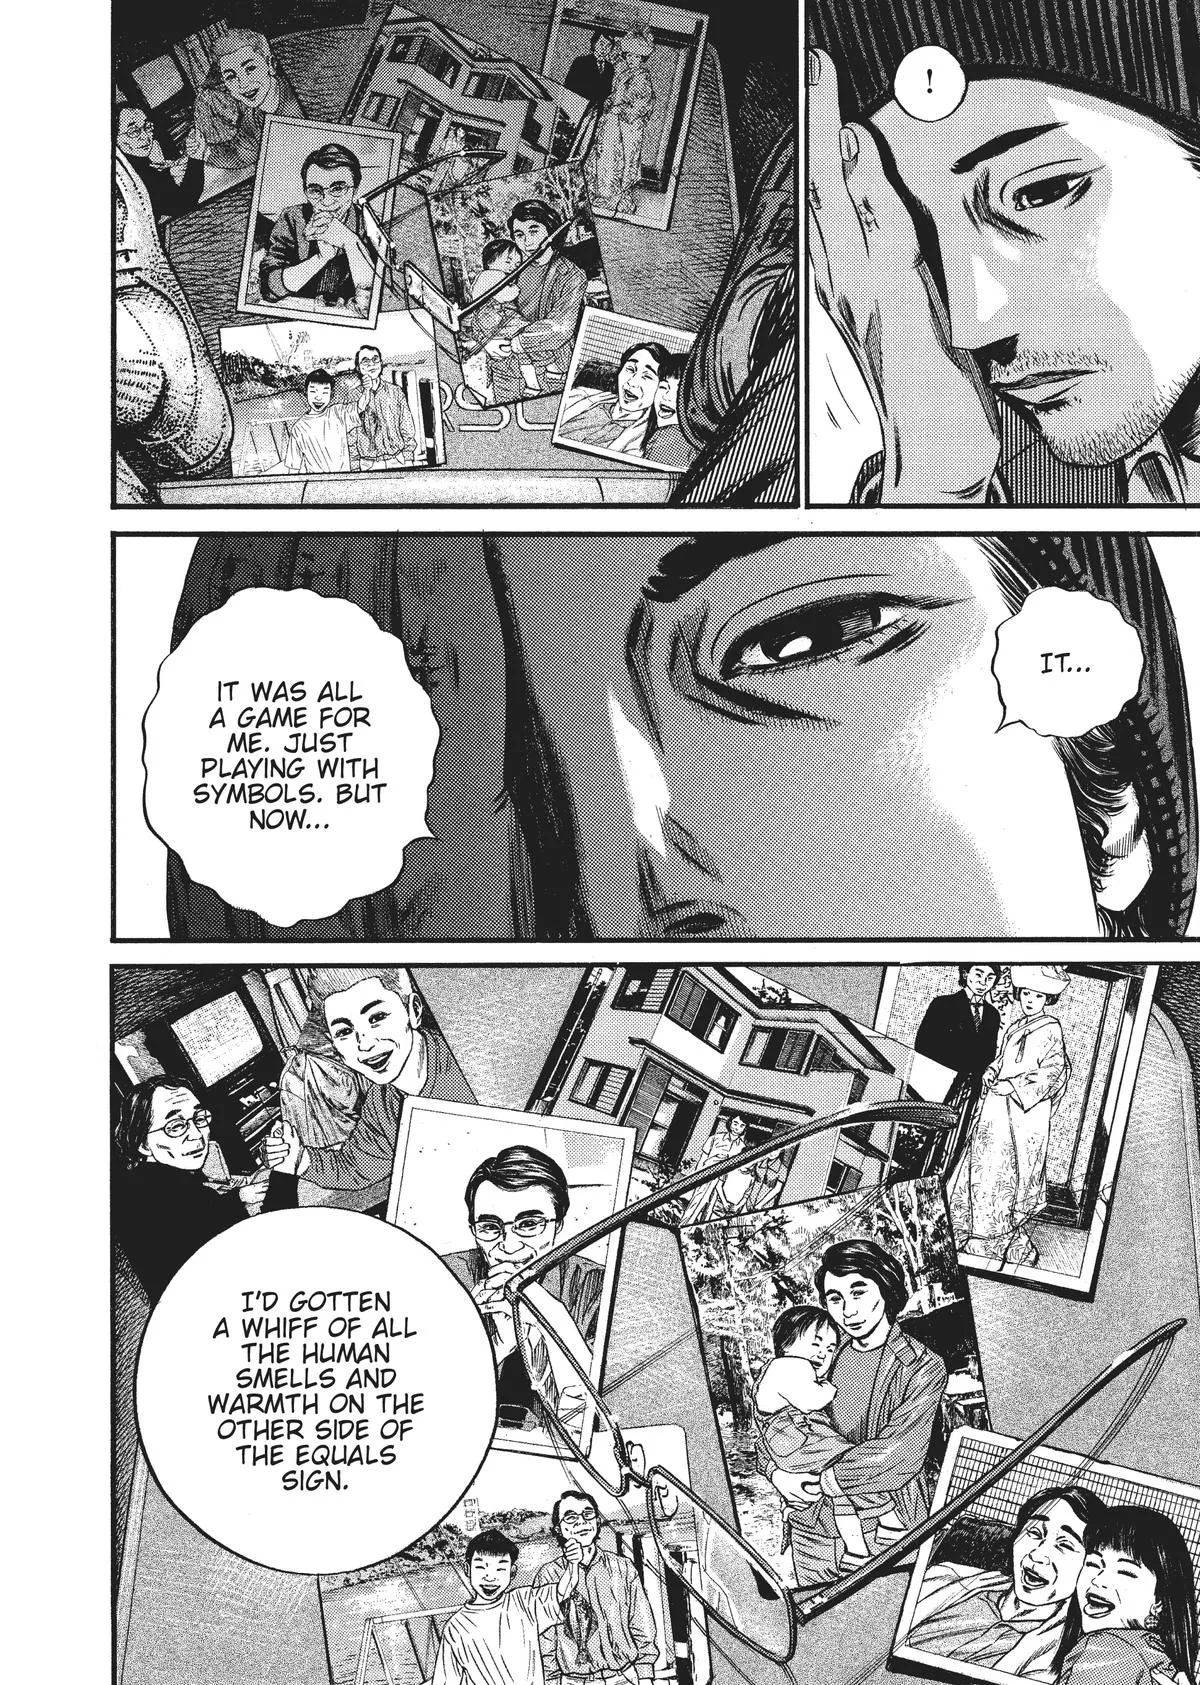 !
IT...
IT WAS ALL
A GAME FOR
ME. JUST
PLAYING WITH
SYMBOLS. BUT
NOW...
I'D GOTTEN
A WHIFF OF ALL
THE HUMAN
SMELLS AND
WARMTH ON THE
OTHER SIDE OF
THE EQUALS
SIGN.